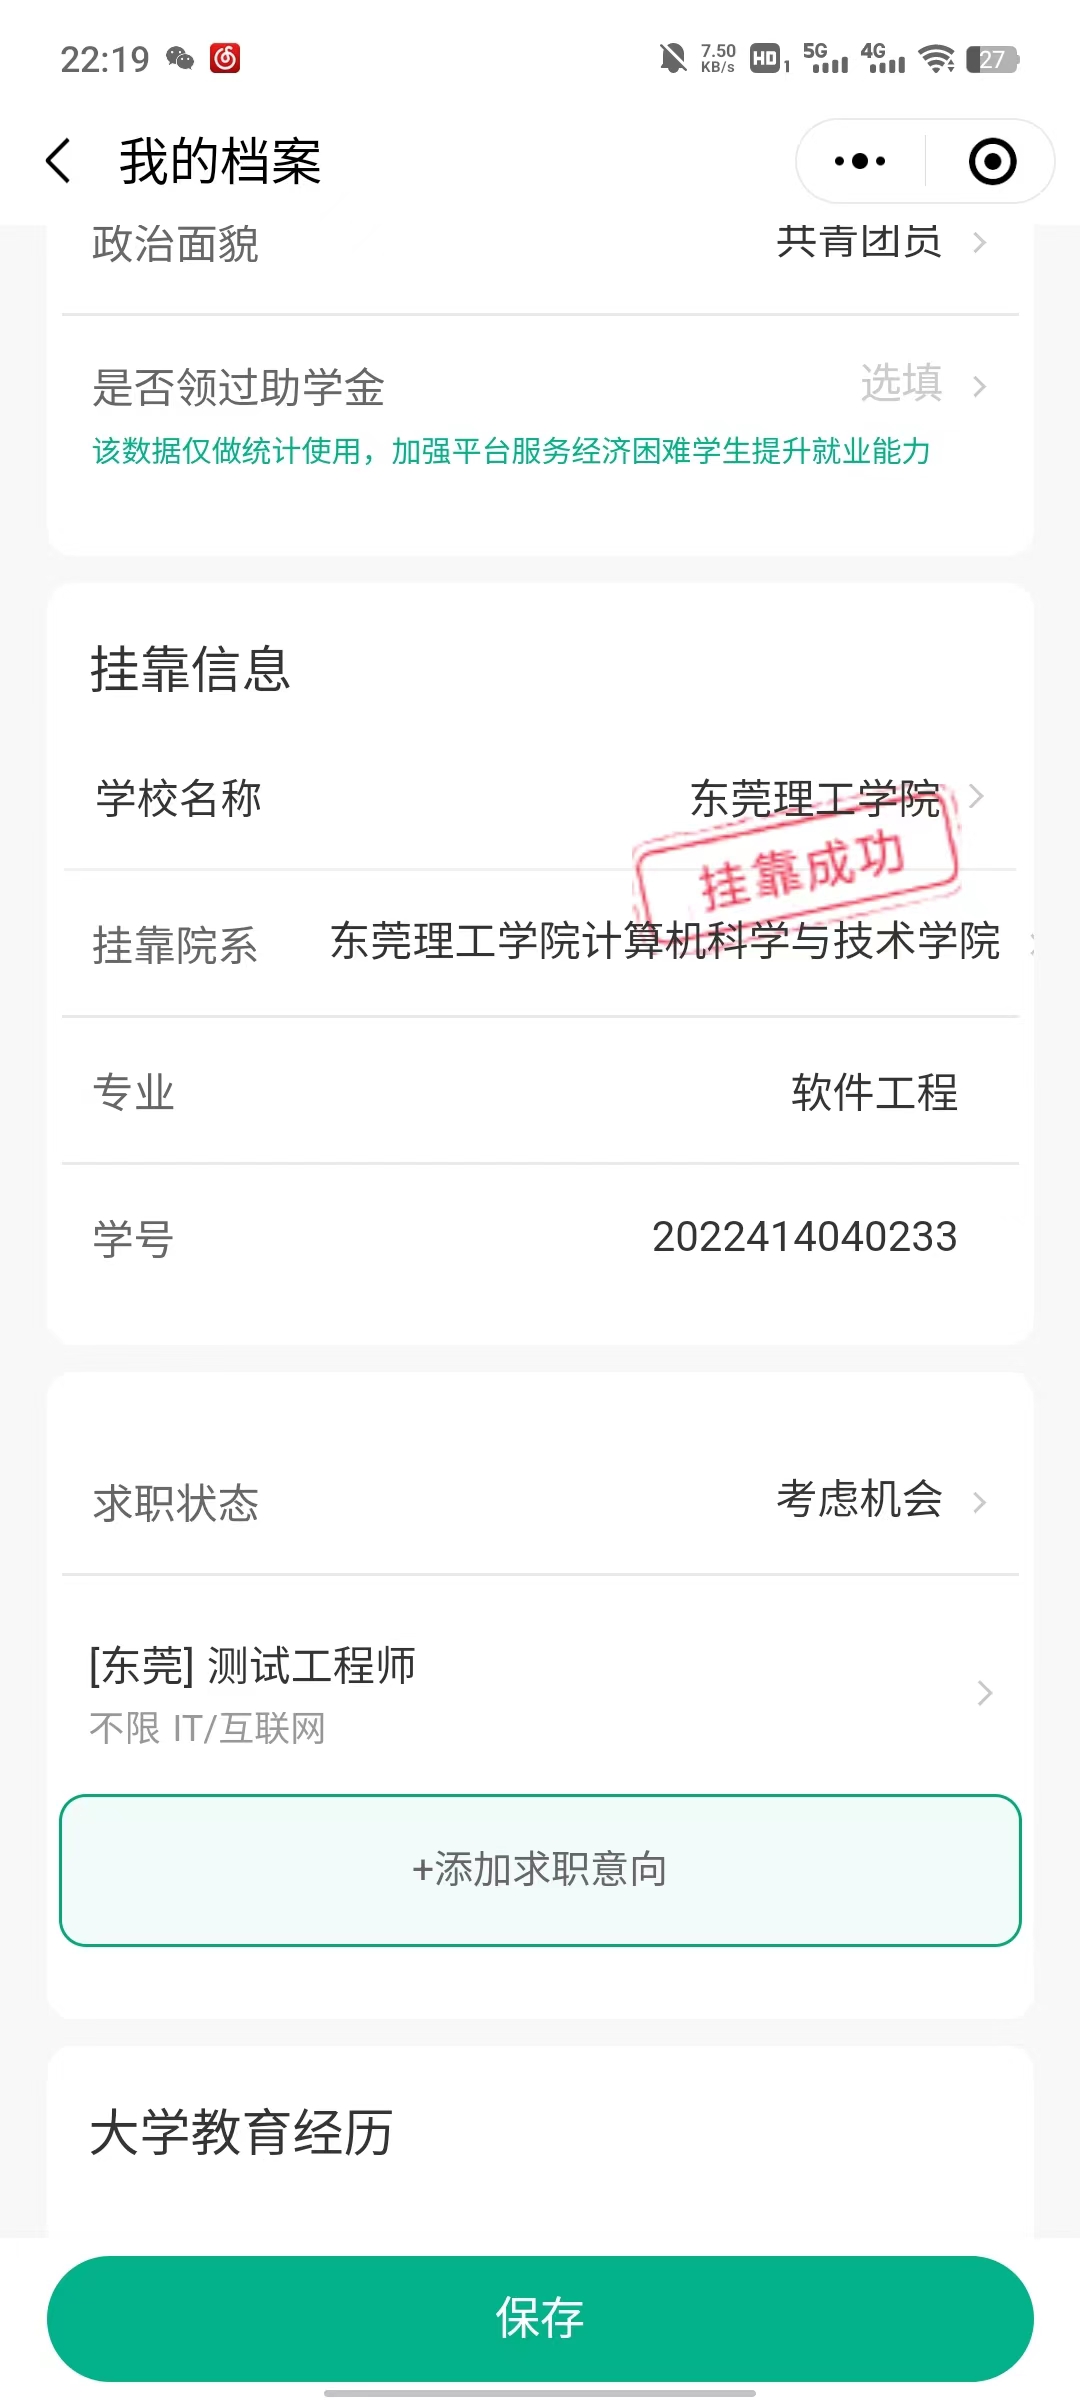 22:19
7.50 KB/s HD 1 5G 4G 27
我的档案
政治面貌 共青团员
是否领过助学金 选填
该数据仅做统计使用，加强平台服务经济困难学生提升就业能力
挂靠信息
学校名称 东莞理工学院
挂靠成功
挂靠院系 东莞理工学院计算机科学与技术学院
专业 软件工程
学号 2022414040233
求职状态 考虑机会
[东莞] 测试工程师
不限 IT/互联网
+添加求职意向
大学教育经历
保存